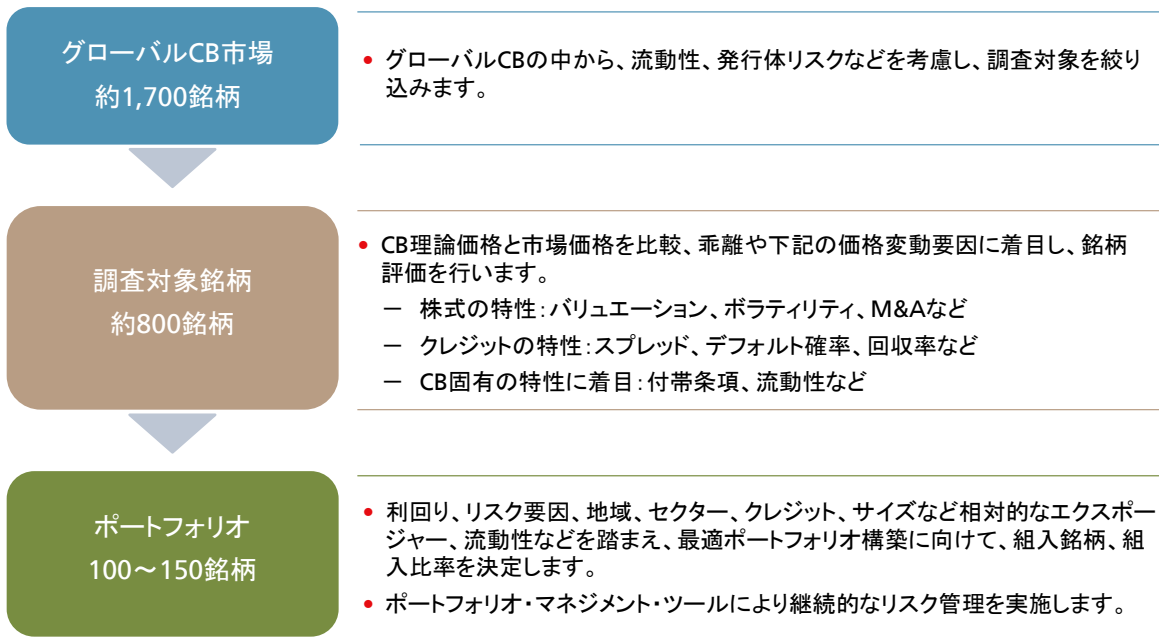 グローバルCB市場
約1,700銘柄
• グローバルCBの中から、流動性、発行体リスクなどを考慮し、調査対象を絞り
込みます。
調査対象銘柄
約800銘柄
• CB理論価格と市場価格を比較、乖離や下記の価格変動要因に着目し、銘柄
評価を行います。
－ 株式の特性：バリュエーション、ボラティリティ、M&Aなど
－ クレジットの特性：スプレッド、デフォルト確率、回収率など
－ CB固有の特性に着目：付帯条項、流動性など
ポートフォリオ
100～150銘柄
• 利回り、リスク要因、地域、セクター、クレジット、サイズなど相対的なエクスポー
ジャー、流動性などを踏まえ、最適ポートフォリオ構築に向けて、組入銘柄、組
入比率を決定します。
• ポートフォリオ・マネジメント・ツールにより継続的なリスク管理を実施します。